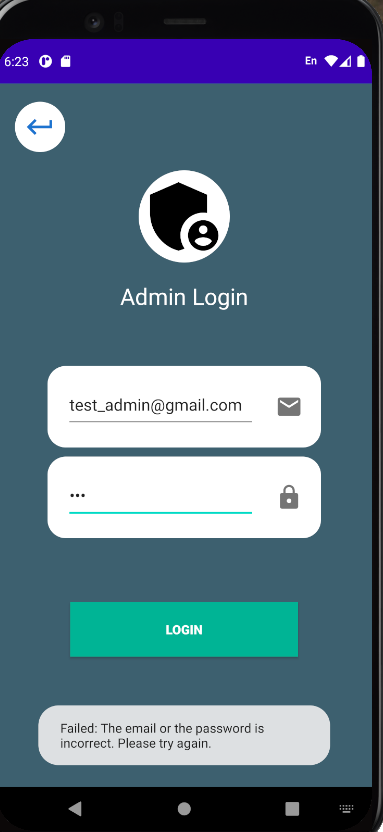 6:23
En
Admin Login
test_admin@gmail.com
•••
LOGIN
Failed: The email or the password is
incorrect. Please try again.